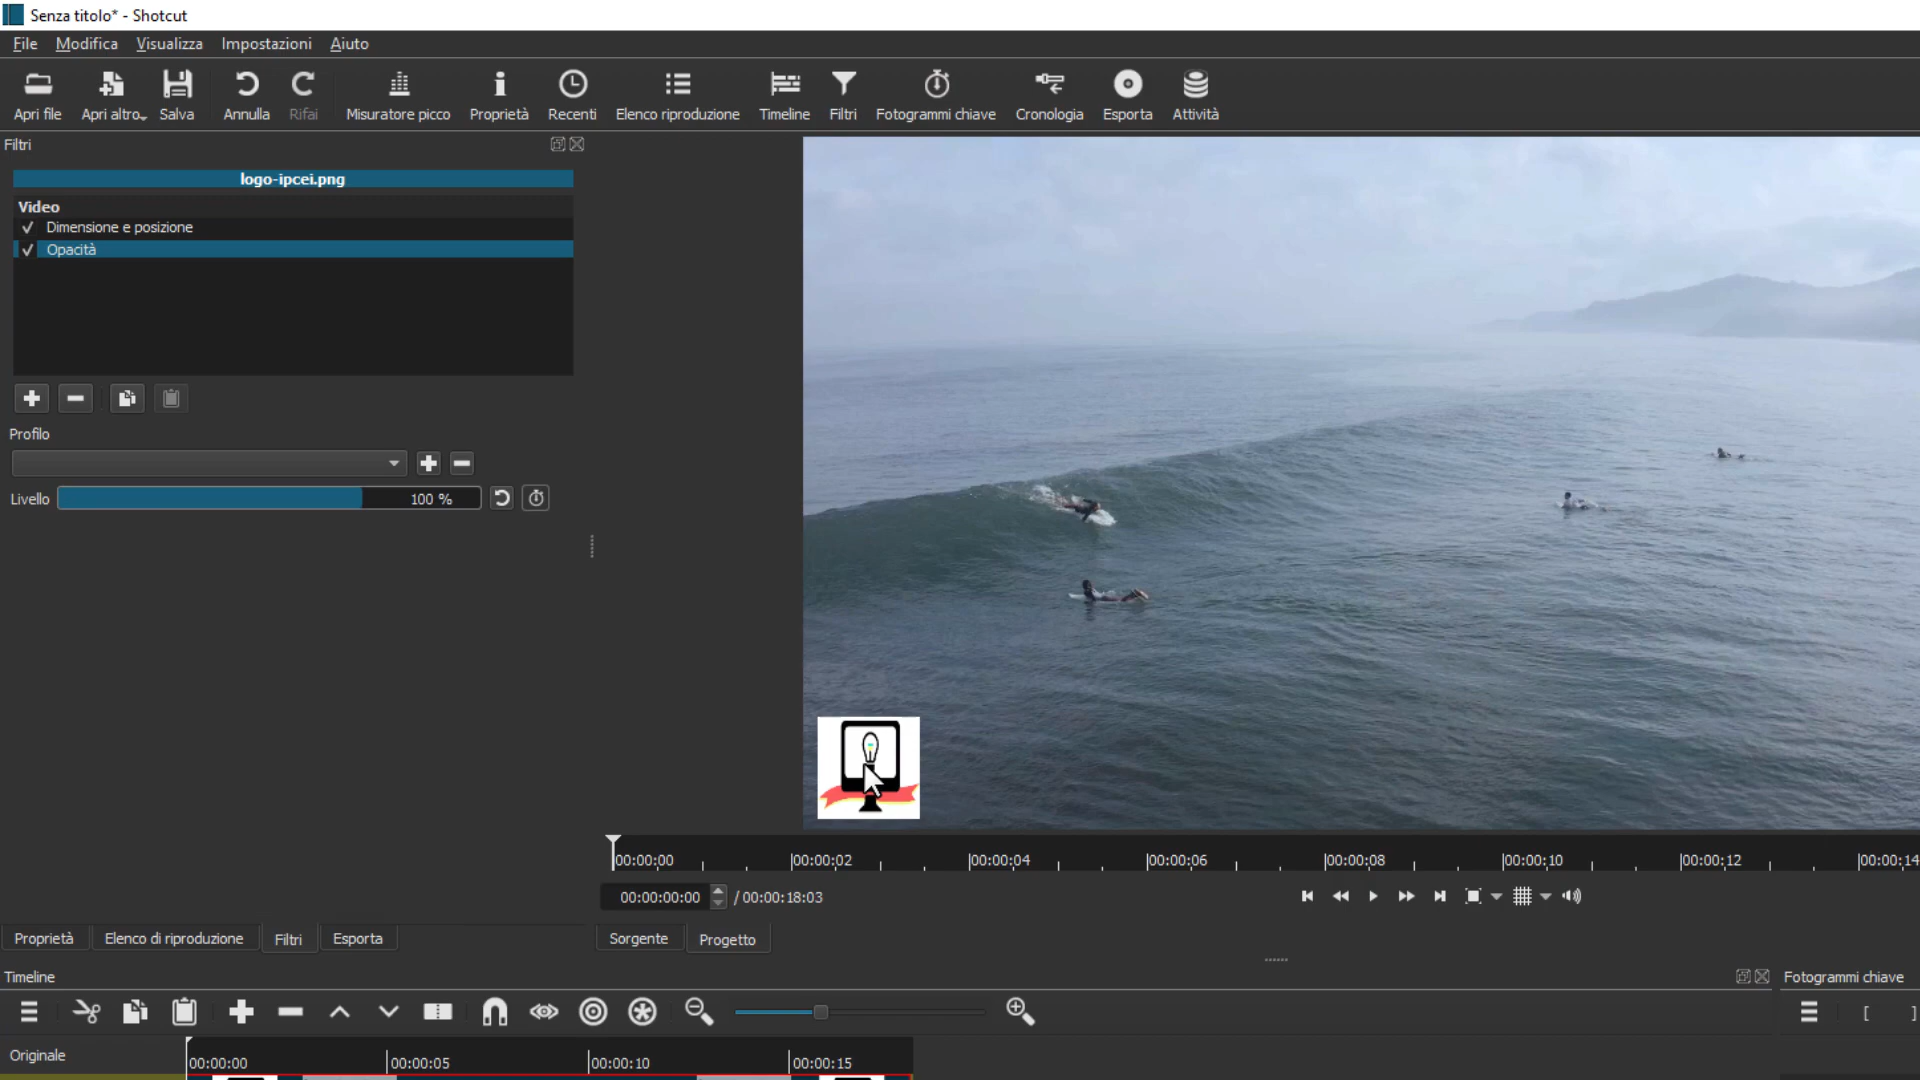 Senza titolo* - Shotcut
File Modifica Visualizza Impostazioni Aiuto
Apri file Apri altro Salva Annulla Rifai Misuratore picco Proprietà Recenti Elenco riproduzione Timeline Filtri Fotogrammi chiave Cronologia Esporta Attività
Filtri
logo-ipcei.png
Video
Dimensione e posizione
Opacità
Profilo
Livello 100 %
00:00:00 00:00:02 00:00:04 00:00:06 00:00:08 00:00:10 00:00:12 00:00:14
00:00:00:00 / 00:00:18:03
Proprietà Elenco di riproduzione Filtri Esporta Sorgente Progetto
Timeline Fotogrammi chiave
Originale 00:00:00 00:00:05 00:00:10 00:00:15